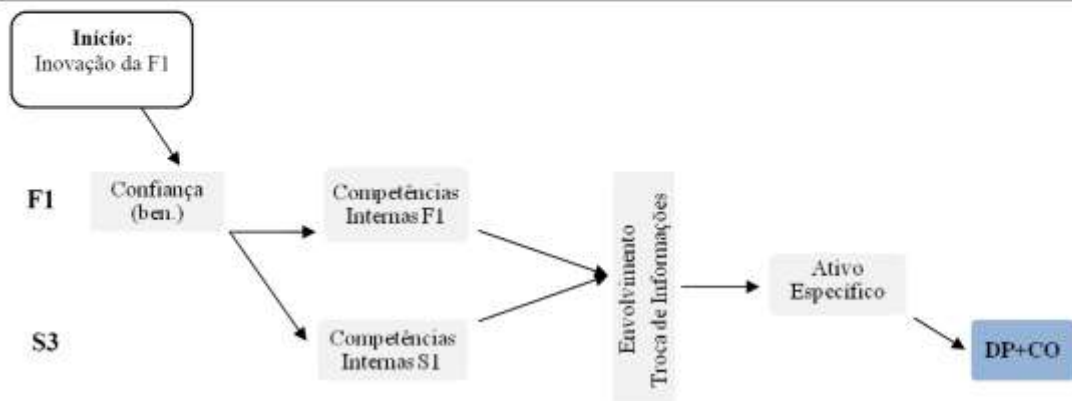 Início:
Inovação da F1
F1
Confiança
(ben.)
Competências
Internas F1
Envolvimento
Troca de Informações
Ativo
Específico
S3
Competências
Internas S1
DP+CO